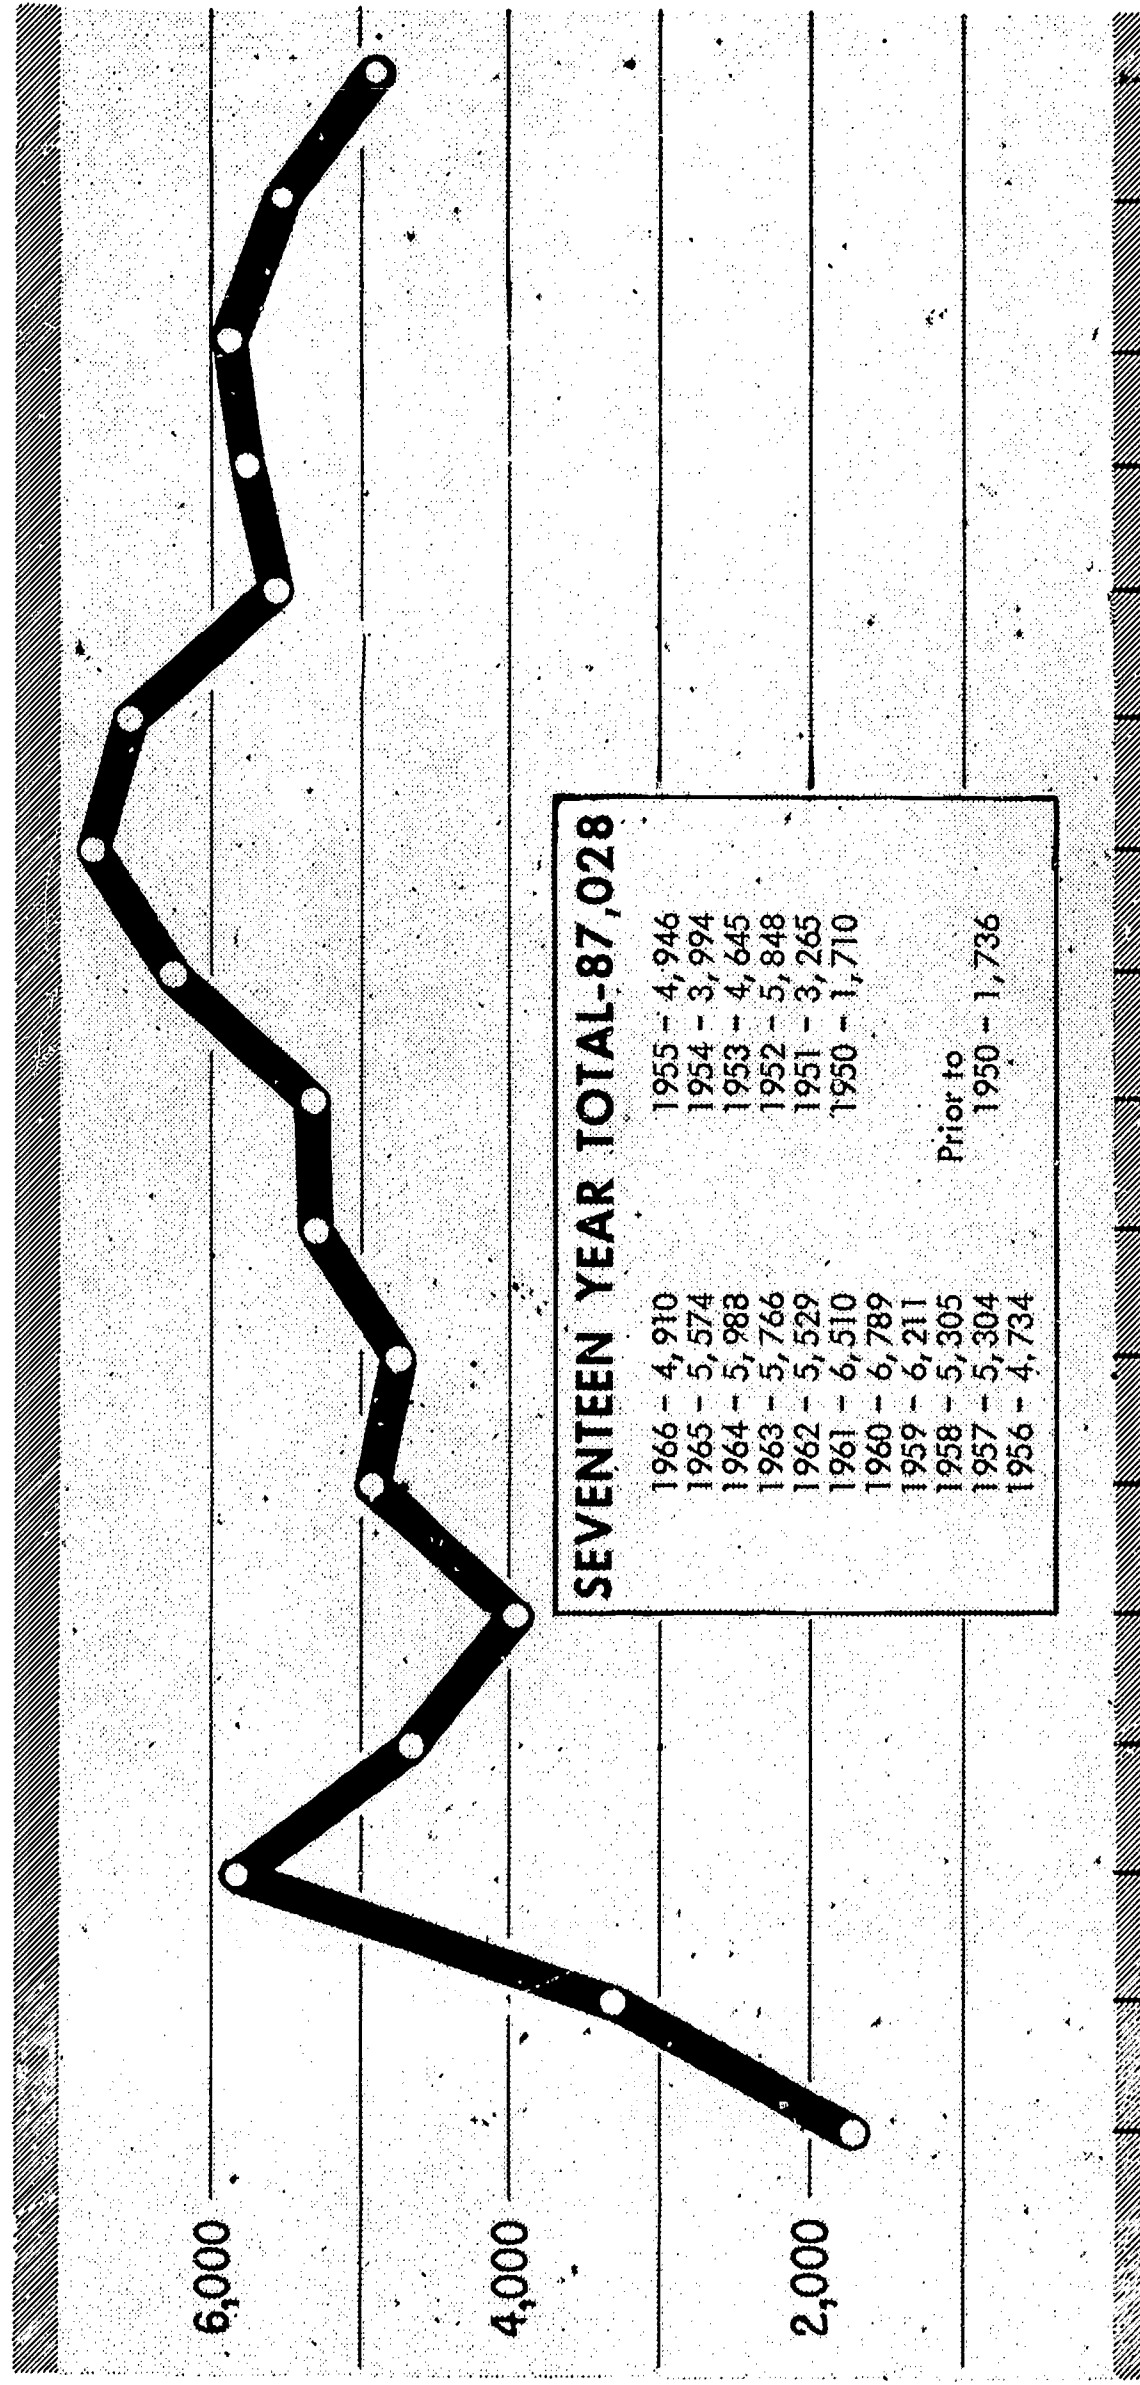 6,000
4,000
2,000
SEVENTEEN YEAR TOTAL-87,028
1966 - 4,910
1965 - 5,574
1964 - 5,988
1963 - 5,766
1962 - 5,529
1961 - 6,510
1960 - 6,789
1959 - 6,211
1958 - 5,305
1957 - 5,304
1956 - 4,734
1955 - 4,946
1954 - 3,994
1953 - 4,645
1952 - 5,848
1951 - 3,265
1950 - 1,710
Prior to
1950 - 1,736